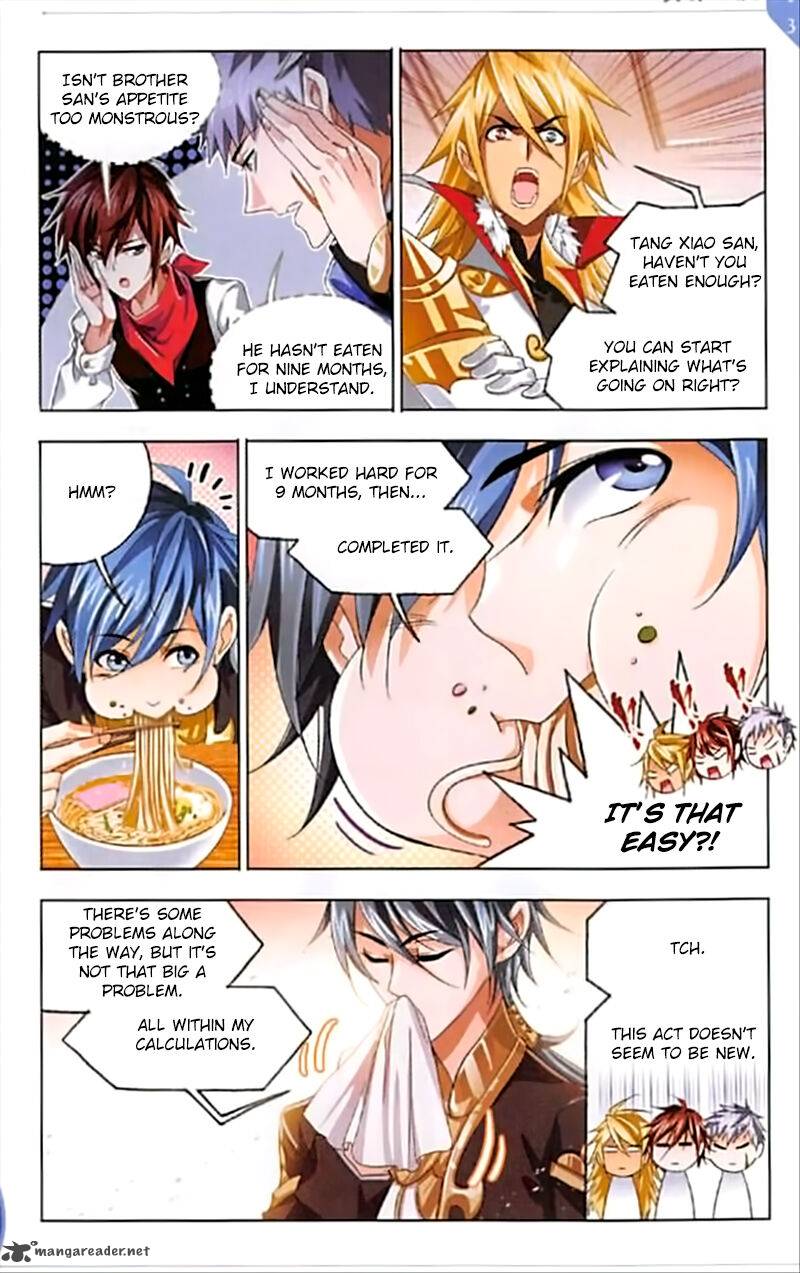 3
ISN'T BROTHER
SAN'S APPETITE
TOO MONSTROUS?
HE HASN'T EATEN
FOR NINE MONTHS,
I UNDERSTAND.
TANG XIAO SAN,
HAVEN'T YOU
EATEN ENOUGH?
YOU CAN START
EXPLAINING WHAT'S
GOING ON RIGHT?
HMM?
I WORKED HARD FOR
9 MONTHS, THEN...
COMPLETED IT.
IT'S THAT
EASY?!
THERE'S SOME
PROBLEMS ALONG
THE WAY, BUT IT'S
NOT THAT BIG A
PROBLEM.
ALL WITHIN MY
CALCULATIONS.
TCH.
THIS ACT DOESN'T
SEEM TO BE NEW.
mangareader.net